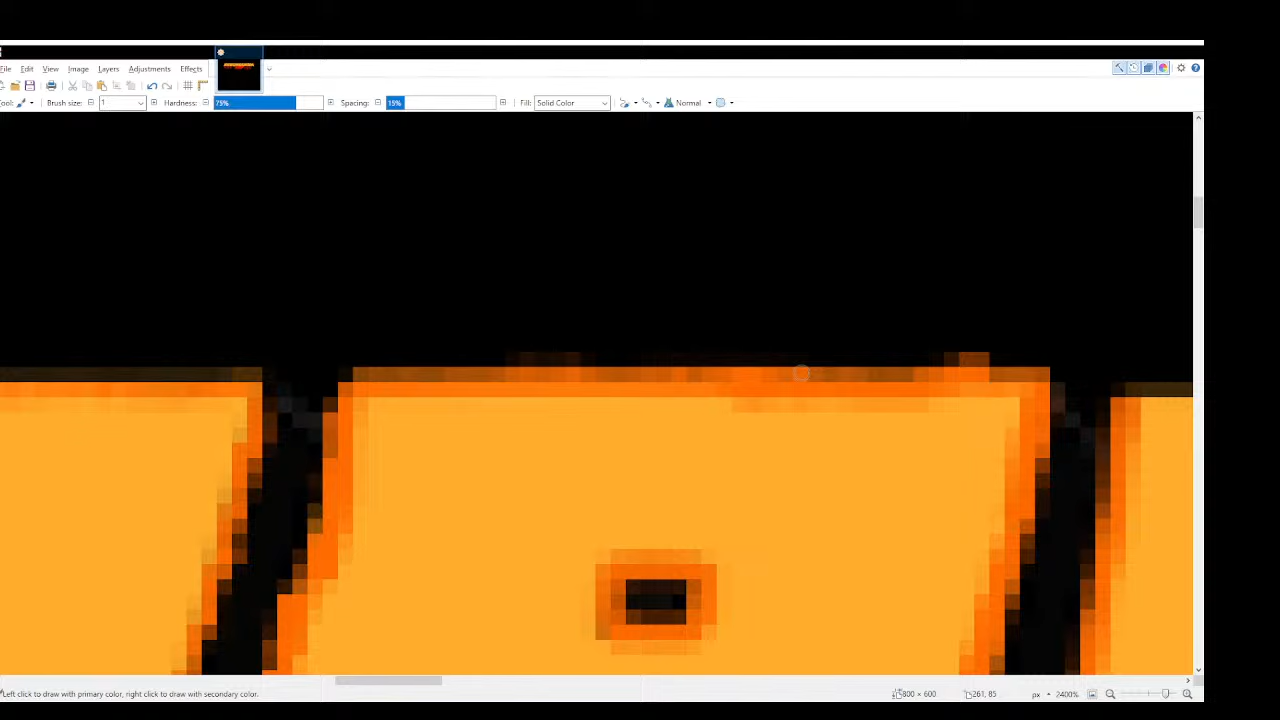 File Edit View Image Layers Adjustments Effects
Tool: Brush size: 1 Hardness: 75% Spacing: 15% Fill: Solid Color Normal
Left click to draw with primary color, right click to draw with secondary color. 800 × 600 261, 85 px 2400%